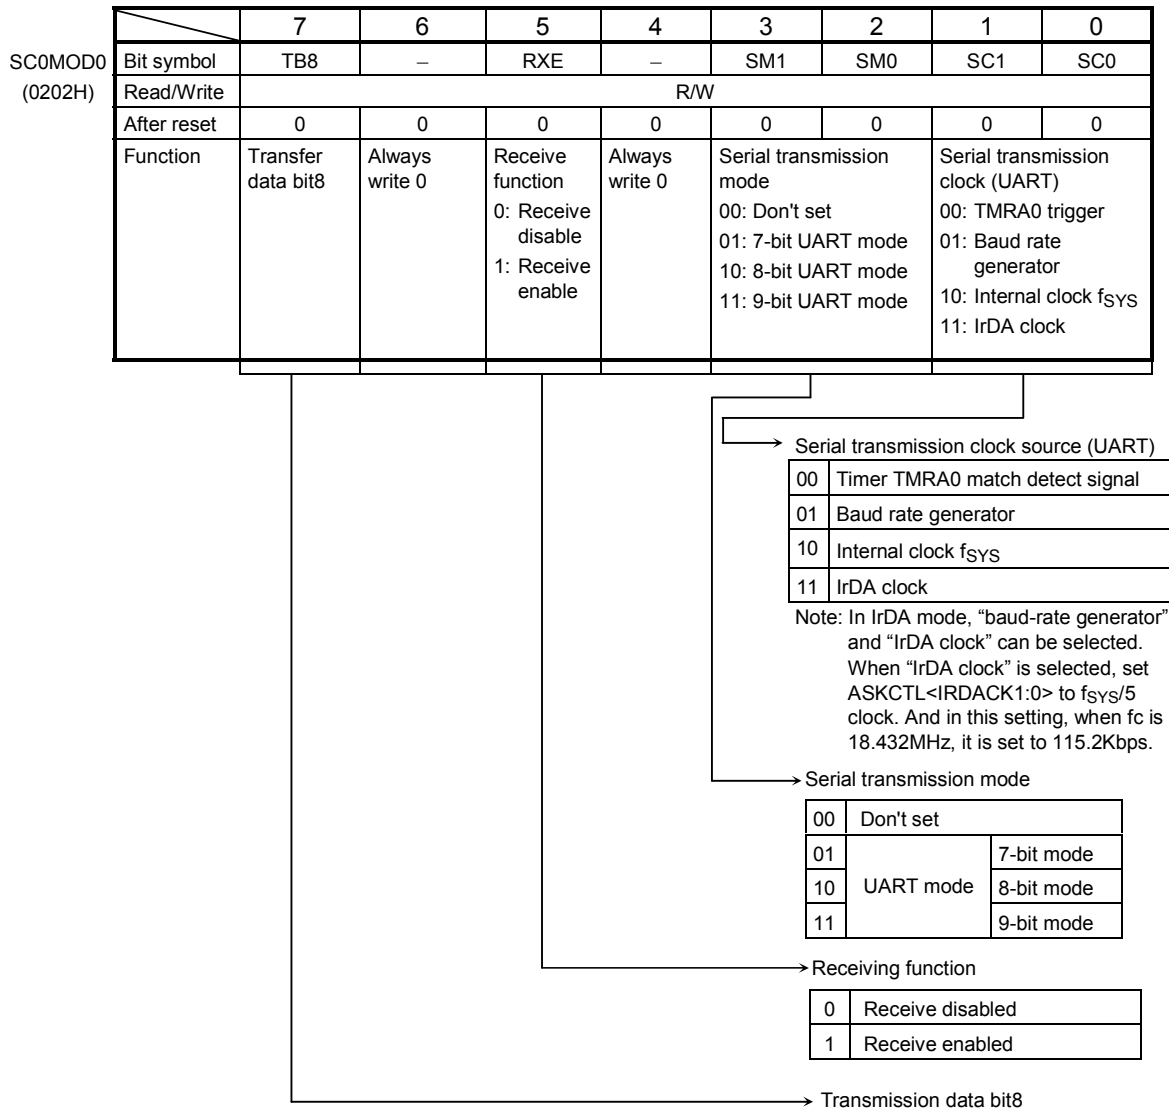 7 6 5 4 3 2 1 0
SC0MOD0 Bit symbol TB8 – RXE – SM1 SM0 SC1 SC0
(0202H) Read/Write R/W
After reset 0 0 0 0 0 0 0 0
Function Transfer Always Receive Always Serial transmission Serial transmission
data bit8 write 0 function write 0 mode clock (UART)
0: Receive 00: Don't set 00: TMRA0 trigger
disable 01: 7-bit UART mode 01: Baud rate
1: Receive 10: 8-bit UART mode generator
enable 11: 9-bit UART mode 10: Internal clock fSYS
11: IrDA clock
Serial transmission clock source (UART)
00 Timer TMRA0 match detect signal
01 Baud rate generator
10 Internal clock fSYS
11 IrDA clock
Note: In IrDA mode, “baud-rate generator”
and “IrDA clock” can be selected.
When “IrDA clock” is selected, set
ASKCTL<IRDACK1:0> to fSYS/5
clock. And in this setting, when fc is
18.432MHz, it is set to 115.2Kbps.
Serial transmission mode
00 Don't set
01 7-bit mode
10 UART mode 8-bit mode
11 9-bit mode
Receiving function
0 Receive disabled
1 Receive enabled
Transmission data bit8